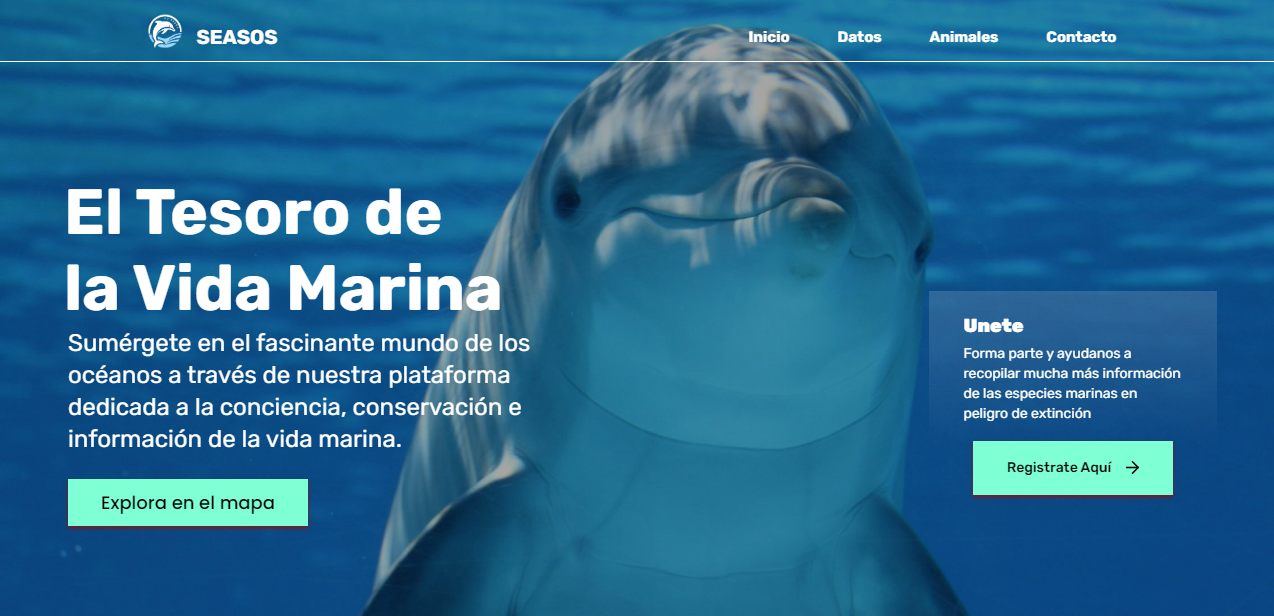 SEASOS
Inicio Datos Animales Contacto
El Tesoro de
la Vida Marina
Sumérgete en el fascinante mundo de los
océanos a través de nuestra plataforma
dedicada a la conciencia, conservación e
información de la vida marina.
Explora en el mapa
Unete
Forma parte y ayudanos a
recopilar mucha más información
de las especies marinas en
peligro de extinción
Registrate Aquí